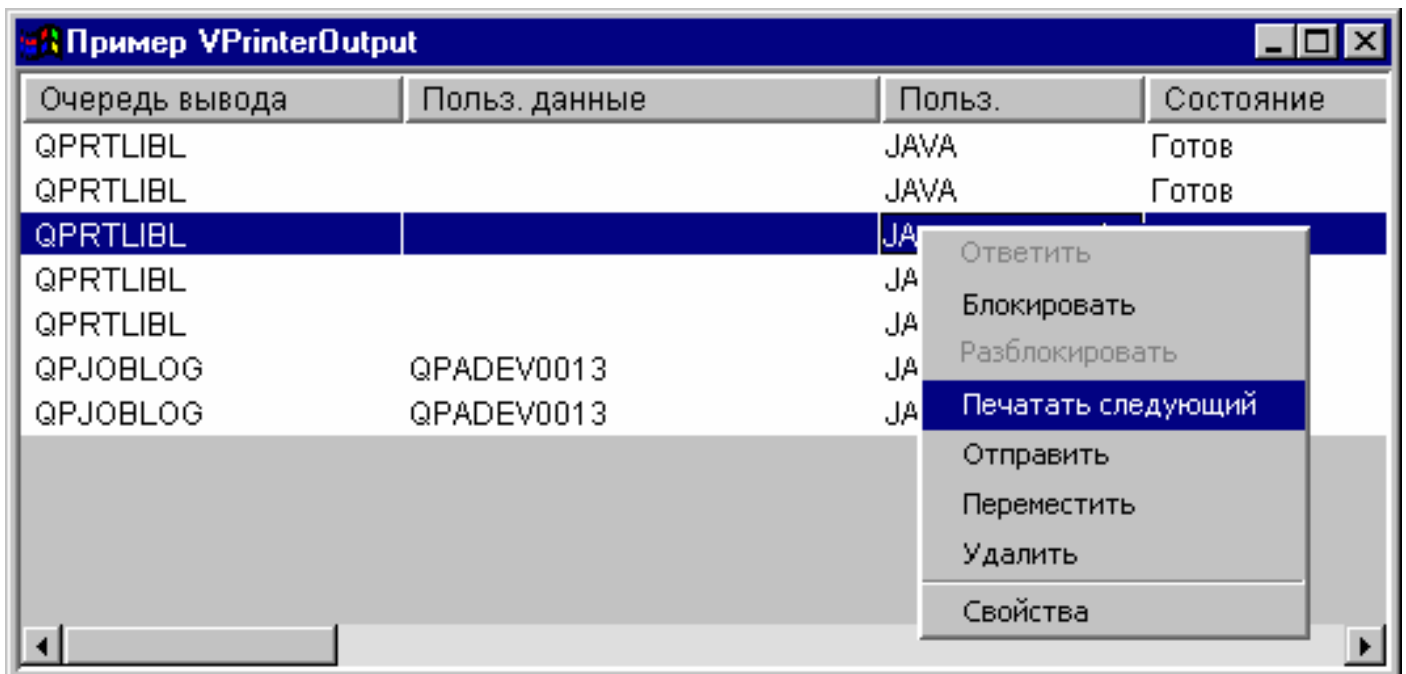 Пример VPrinterOutput
Очередь вывода Польз. данные Польз. Состояние
QPRTLIBL JAVA Готов
QPRTLIBL JAVA Готов
QPRTLIBL JA
QPRTLIBL JA
QPRTLIBL JA
QPJOBLOG QPADEV0013 JA
QPJOBLOG QPADEV0013 JA
Ответить
Блокировать
Разблокировать
Печатать следующий
Отправить
Переместить
Удалить
Свойства